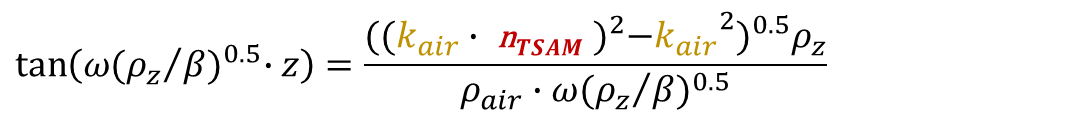 tan(ω(ρ_z/β)^0.5 · z) = ((k_air · n_TSAM)^2 − k_air^2)^0.5 ρ_z / ρ_air · ω(ρ_z/β)^0.5